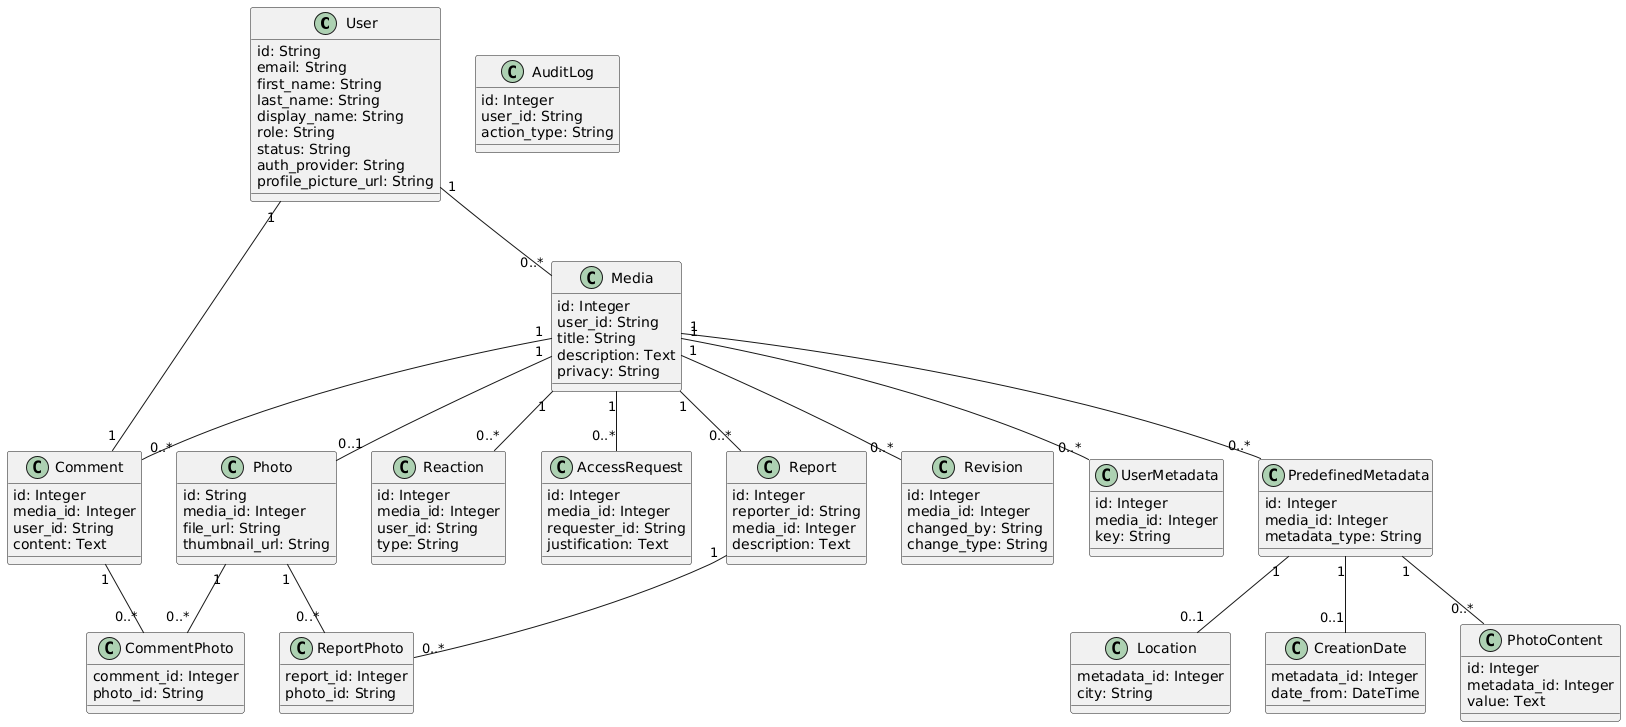 C User
id: String
email: String
first_name: String
last_name: String
display_name: String
role: String
status: String
auth_provider: String
profile_picture_url: String
C AuditLog
id: Integer
user_id: String
action_type: String
1
1
0..*
C Media
id: Integer
user_id: String
title: String
description: Text
privacy: String
1
1
1
1
1
1
1
1
1
0..*
0..1
0..*
0..*
0..*
0..*
0..*
0..*
C Comment
id: Integer
media_id: Integer
user_id: String
content: Text
C Photo
id: String
media_id: Integer
file_url: String
thumbnail_url: String
C Reaction
id: Integer
media_id: Integer
user_id: String
type: String
C AccessRequest
id: Integer
media_id: Integer
requester_id: String
justification: Text
C Report
id: Integer
reporter_id: String
media_id: Integer
description: Text
C Revision
id: Integer
media_id: Integer
changed_by: String
change_type: String
C UserMetadata
id: Integer
media_id: Integer
key: String
C PredefinedMetadata
id: Integer
media_id: Integer
metadata_type: String
1
1
1
1
1
1
1
0..*
0..*
0..*
0..*
0..1
0..1
0..*
C CommentPhoto
comment_id: Integer
photo_id: String
C ReportPhoto
report_id: Integer
photo_id: String
C Location
metadata_id: Integer
city: String
C CreationDate
metadata_id: Integer
date_from: DateTime
C PhotoContent
id: Integer
metadata_id: Integer
value: Text